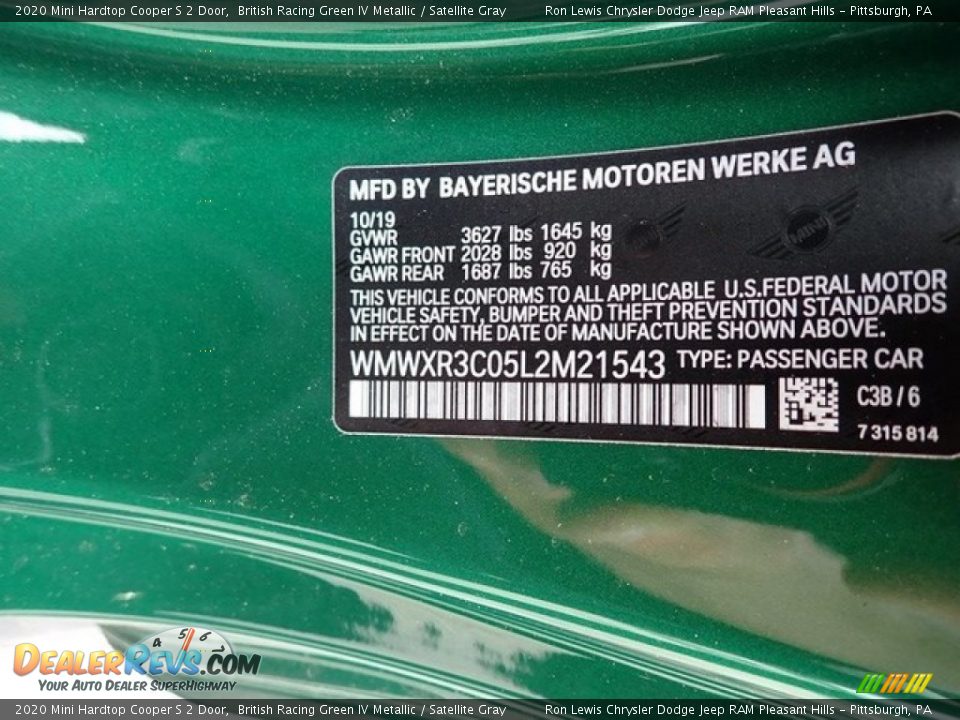 2020 Mini Hardtop Cooper S 2 Door,  British Racing Green IV Metallic / Satellite Gray    Ron Lewis Chrysler Dodge Jeep RAM Pleasant Hills - Pittsburgh, PA
MFD BY BAYERISCHE MOTOREN WERKE AG
10/19
GVWR 3627 lbs 1645 kg
GAWR FRONT 2028 lbs 920 kg
GAWR REAR 1687 lbs 765 kg
THIS VEHICLE CONFORMS TO ALL APPLICABLE U.S.FEDERAL MOTOR
VEHICLE SAFETY, BUMPER AND THEFT PREVENTION STANDARDS
IN EFFECT ON THE DATE OF MANUFACTURE SHOWN ABOVE.
WMWXR3C05L2M21543 TYPE: PASSENGER CAR
C3B / 6
7315814
4 5 6
DEALERREVS.COM
YOUR AUTO DEALER SUPERHIGHWAY
2020 Mini Hardtop Cooper S 2 Door,  British Racing Green IV Metallic / Satellite Gray    Ron Lewis Chrysler Dodge Jeep RAM Pleasant Hills - Pittsburgh, PA